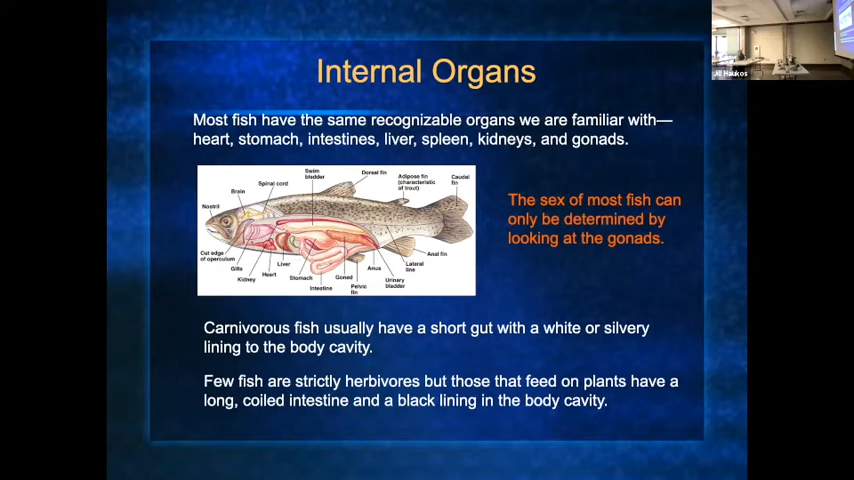 Internal Organs
Jill Haukos
Most fish have the same recognizable organs we are familiar with—
heart, stomach, intestines, liver, spleen, kidneys, and gonads.
Swim
bladder
Dorsal fin
Adipose fin
(characteristic
of trout)
Caudal
fin
Spinal cord
Brain
Nostril
Cut edge
of operculum
Gills
Kidney
Heart
Liver
Stomach
Intestine
Gonad
Pelvic
fin
Anus
Urinary
bladder
Lateral
line
Anal fin
The sex of most fish can
only be determined by
looking at the gonads.
Carnivorous fish usually have a short gut with a white or silvery
lining to the body cavity.
Few fish are strictly herbivores but those that feed on plants have a
long, coiled intestine and a black lining in the body cavity.